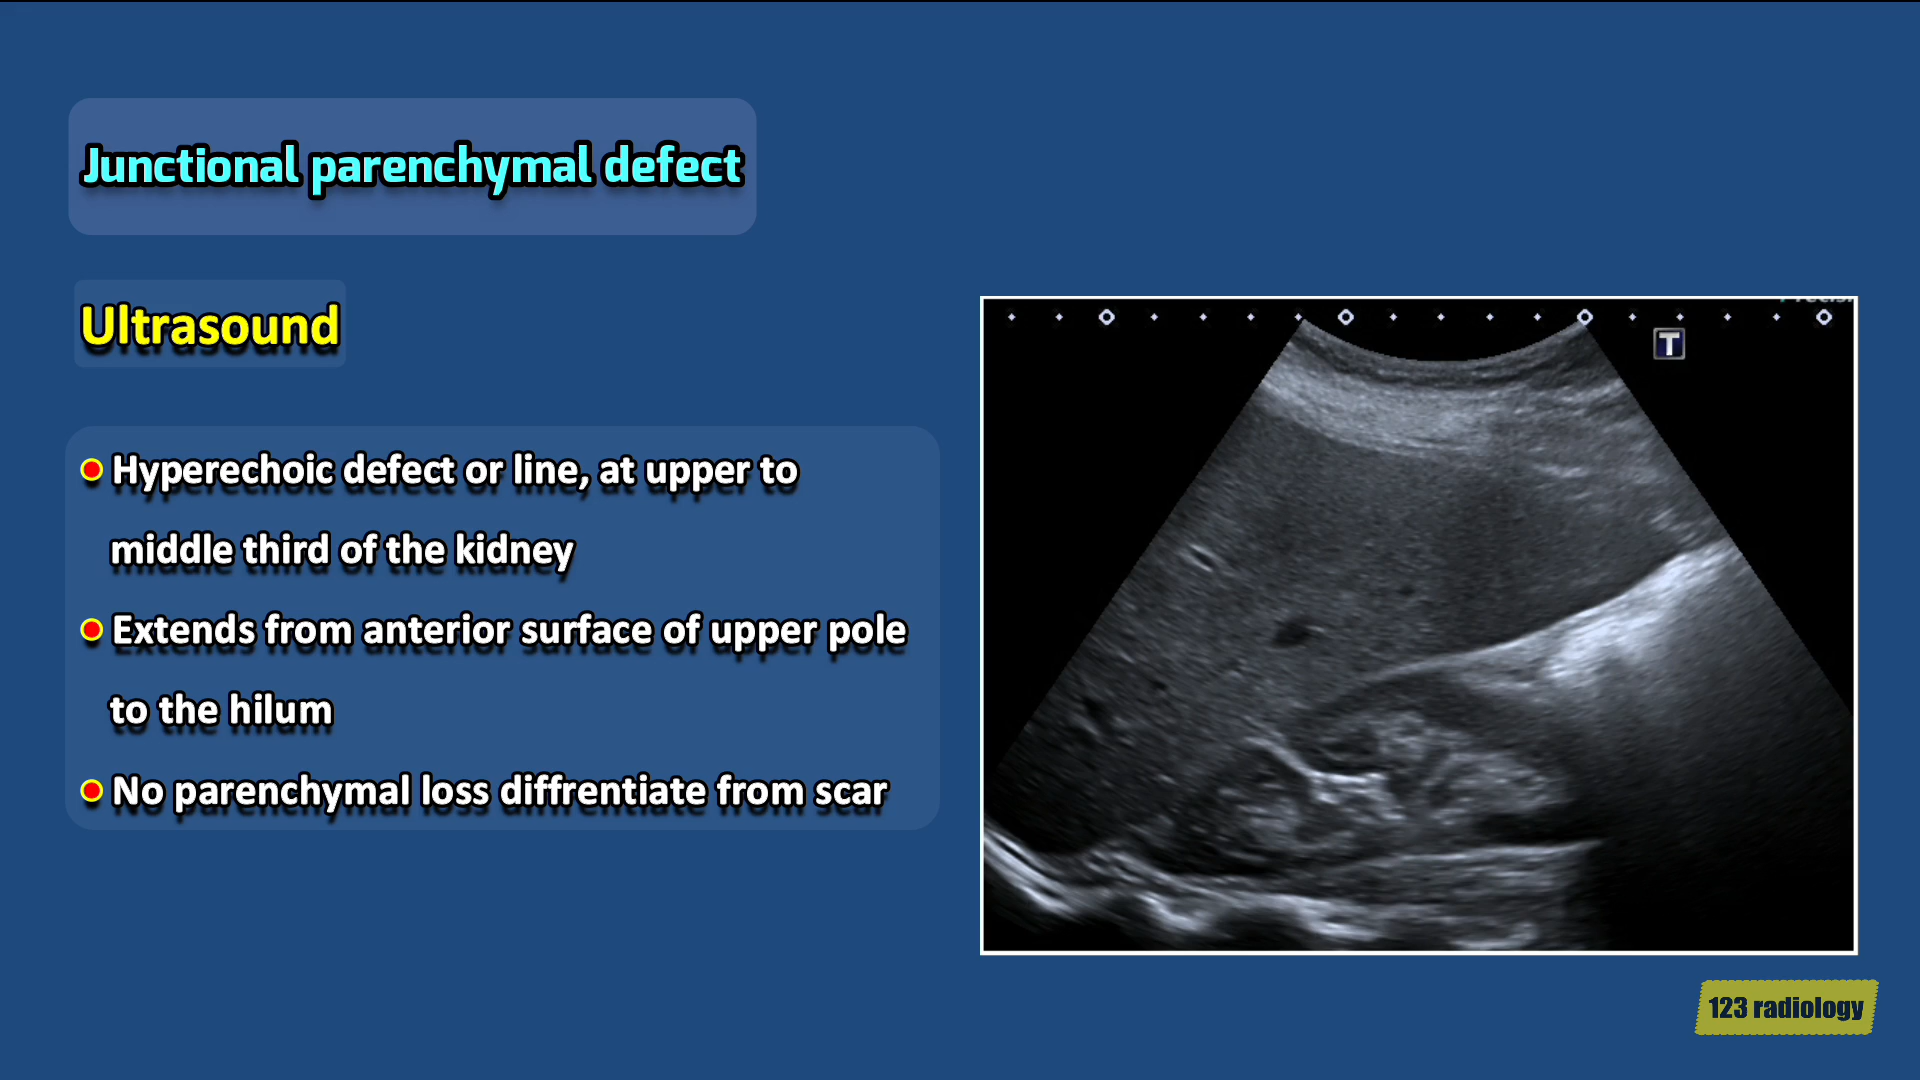 Junctional parenchymal defect
Ultrasound
Hyperechoic defect or line, at upper to
middle third of the kidney
Extends from anterior surface of upper pole
to the hilum
No parenchymal loss diffrentiate from scar
T
123 radiology